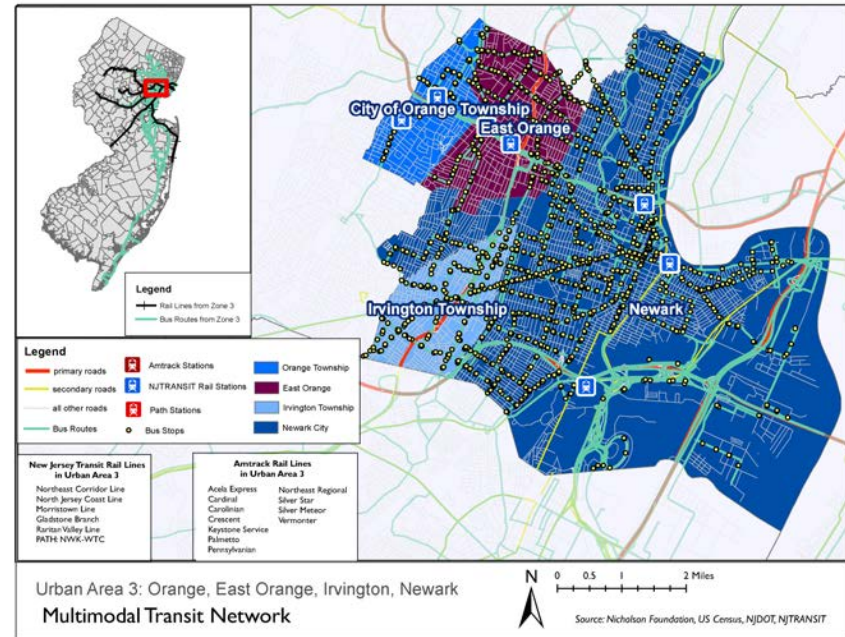 Legend
Rail Lines from Zone 3
Bus Routes from Zone 3
City of Orange Township
East Orange
Irvington Township
Newark
Legend
primary roads
secondary roads
all other roads
Bus Routes
Amtrack Stations
NJTRANSIT Rail Stations
Path Stations
Bus Stops
Orange Township
East Orange
Irvington Township
Newark City
New Jersey Transit Rail Lines
in Urban Area 3
Northeast Corridor Line
North Jersey Coast Line
Morristown Line
Gladstone Branch
Raritan Valley Line
PATH: NWK-WTC
Amtrack Rail Lines
in Urban Area 3
Acela Express
Cardinal
Carolinian
Crescent
Keystone Service
Palmetto
Pennsylvanian
Northeast Regional
Silver Star
Silver Meteor
Vermonter
Urban Area 3: Orange, East Orange, Irvington, Newark
Multimodal Transit Network
N
0 0.5 1 2 Miles
Source: Nicholson Foundation, US Census, NJDOT, NJTRANSIT